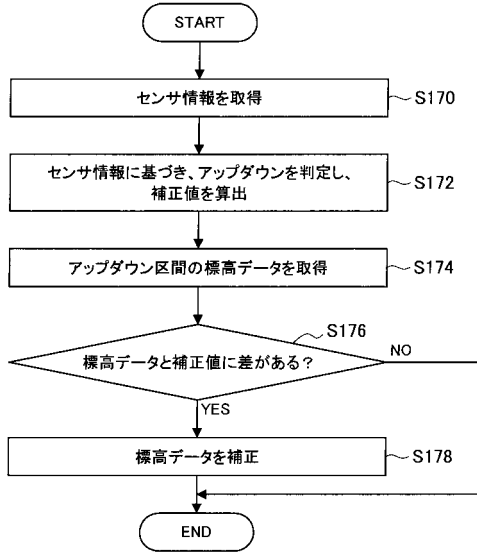 START
センサ情報を取得
S170
センサ情報に基づき、アップダウンを判定し、
補正値を算出
S172
アップダウン区間の標高データを取得
S174
S176
標高データと補正値に差がある？
NO
YES
標高データを補正
S178
END